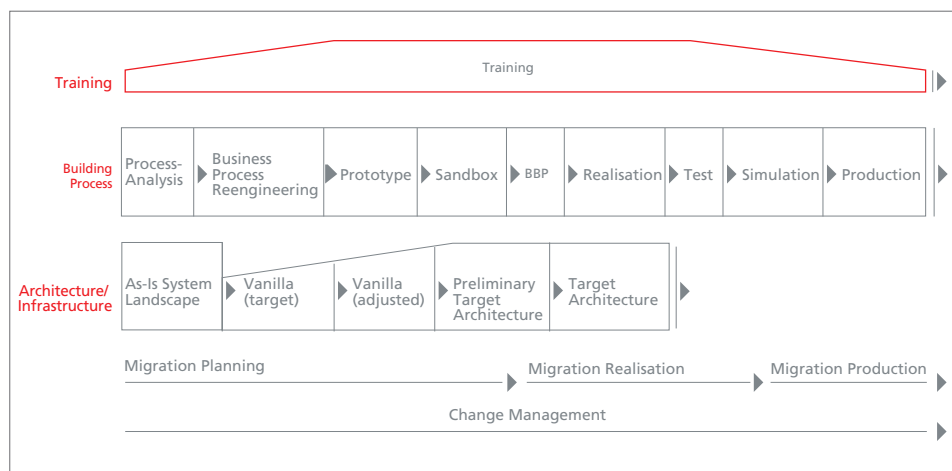 Training
Training
Building
Process
Process-
Analysis
Business
Process
Reengineering
Prototype
Sandbox
BBP
Realisation
Test
Simulation
Production
Architecture/
Infrastructure
As-Is System
Landscape
Vanilla
(target)
Vanilla
(adjusted)
Preliminary
Target
Architecture
Target
Architecture
Migration Planning
Migration Realisation
Migration Production
Change Management